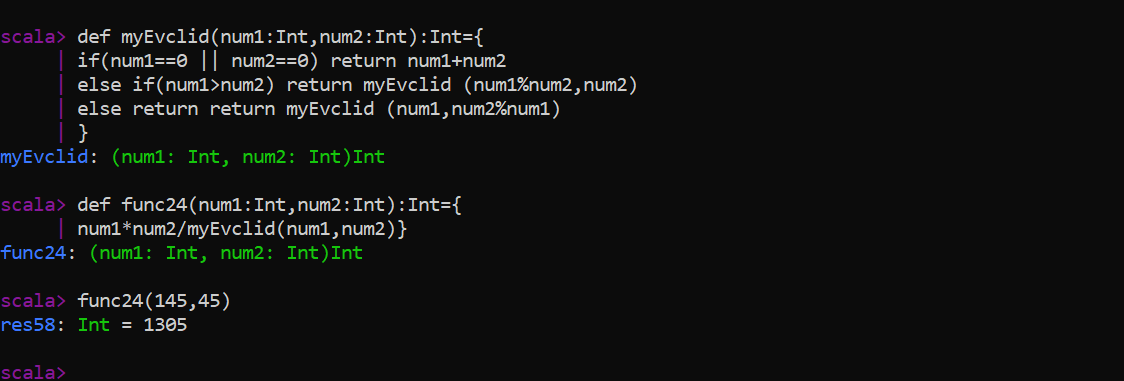 scala> def myEvclid(num1:Int,num2:Int):Int={
| if(num1==0 || num2==0) return num1+num2
| else if(num1>num2) return myEvclid (num1%num2,num2)
| else return return myEvclid (num1,num2%num1)
| }
myEvclid: (num1: Int, num2: Int)Int
scala> def func24(num1:Int,num2:Int):Int={
| num1*num2/myEvclid(num1,num2)}
func24: (num1: Int, num2: Int)Int
scala> func24(145,45)
res58: Int = 1305
scala>